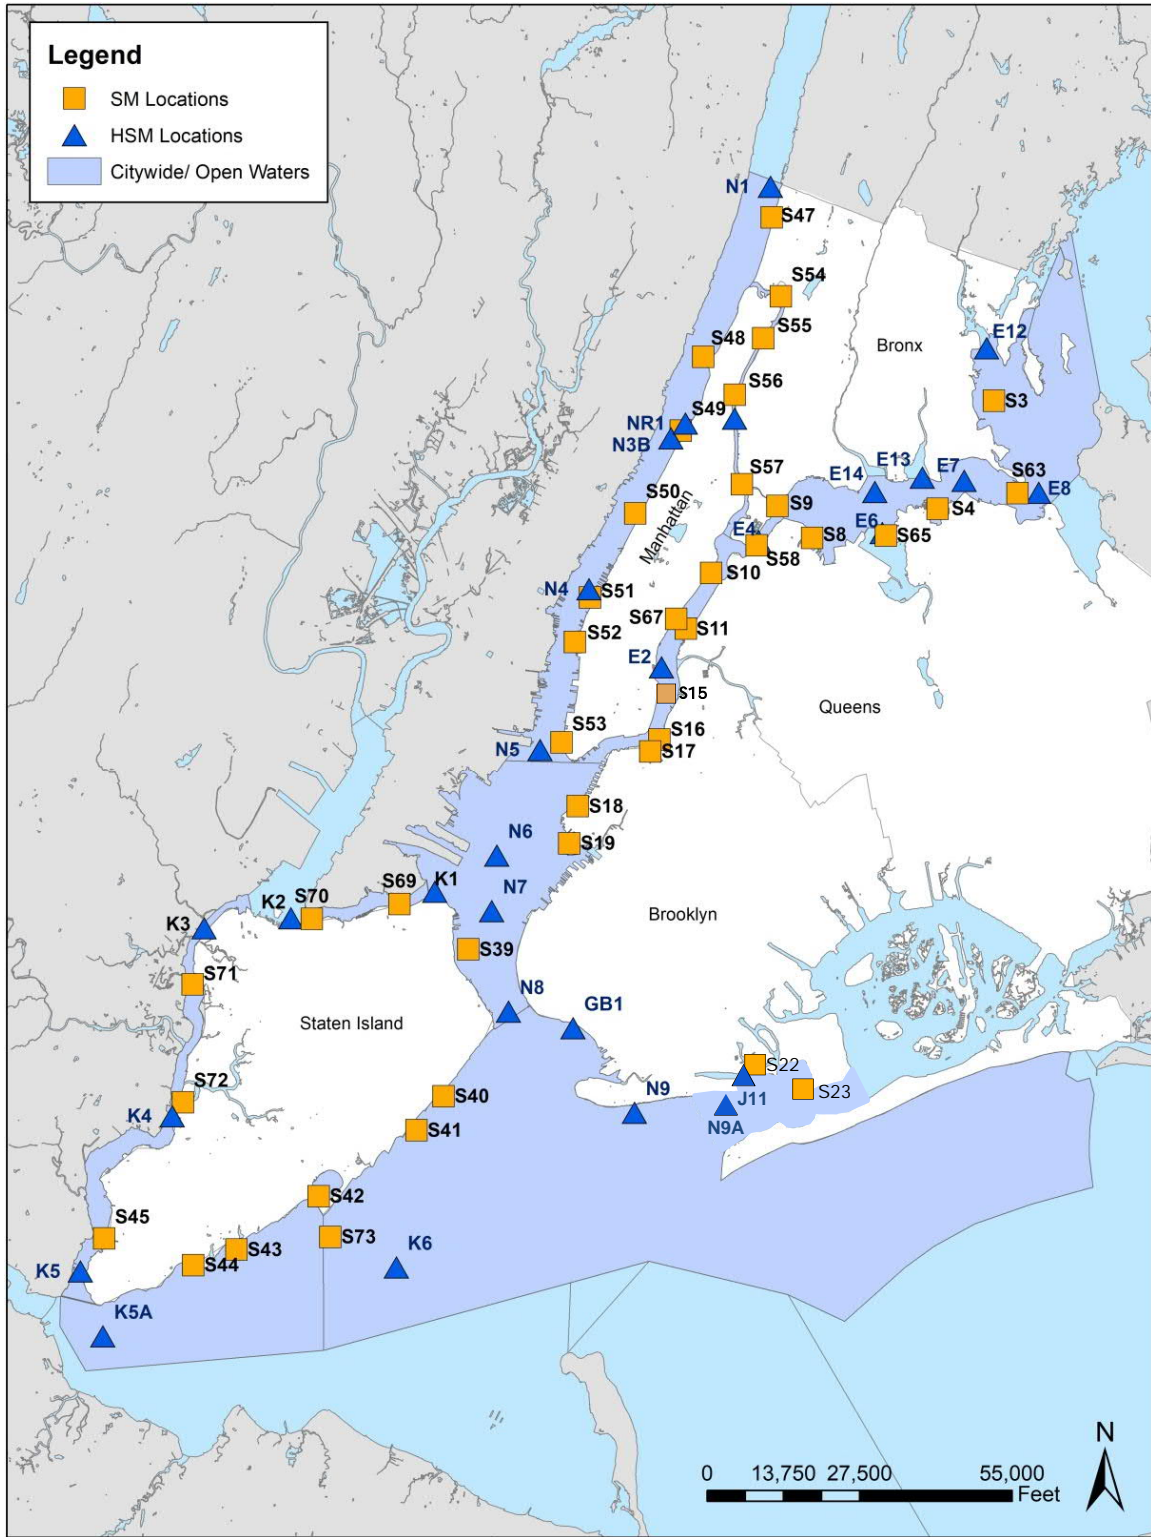 Legend
SM Locations
HSM Locations
Citywide/ Open Waters
N1
S47
S54
S55
S48
E12
Bronx
S56
S3
S49
NR1
N3B
E13
E7
S57
E14
S63
E8
S50
S9
S4
Manhattan
E4
S8
E6
S65
S58
S10
N4
S51
S67
S11
S52
E2
S15
Queens
S53
S16
N5
S17
S18
N6
S19
S69
K1
K2
S70
N7
Brooklyn
K3
S39
S71
N8
Staten Island
GB1
S22
S72
S40
N9
J11
S23
K4
S41
N9A
S42
S45
S73
S43
K6
K5
S44
K5A
N
0 13,750 27,500 55,000
Feet